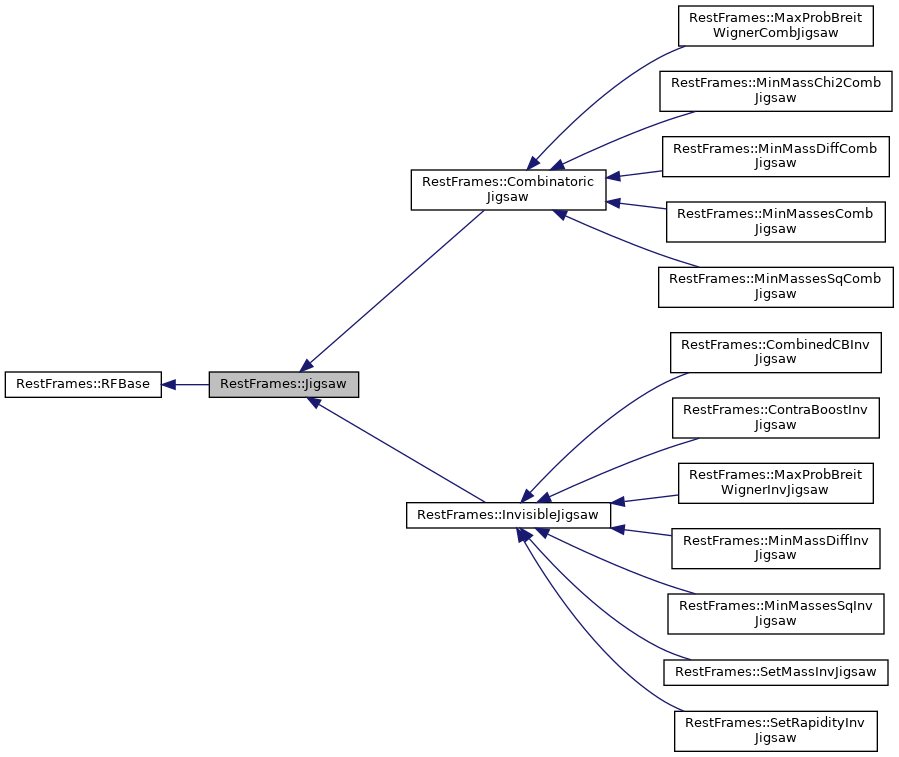 RestFrames::MaxProbBreit
WignerCombJigsaw
RestFrames::MinMassChi2Comb
Jigsaw
RestFrames::MinMassDiffComb
Jigsaw
RestFrames::Combinatoric
Jigsaw
RestFrames::MinMassesComb
Jigsaw
RestFrames::MinMassesSqComb
Jigsaw
RestFrames::RFBase
RestFrames::Jigsaw
RestFrames::CombinedCBInv
Jigsaw
RestFrames::ContraBoostInv
Jigsaw
RestFrames::MaxProbBreit
WignerInvJigsaw
RestFrames::InvisibleJigsaw
RestFrames::MinMassDiffInv
Jigsaw
RestFrames::MinMassesSqInv
Jigsaw
RestFrames::SetMassInvJigsaw
RestFrames::SetRapidityInv
Jigsaw